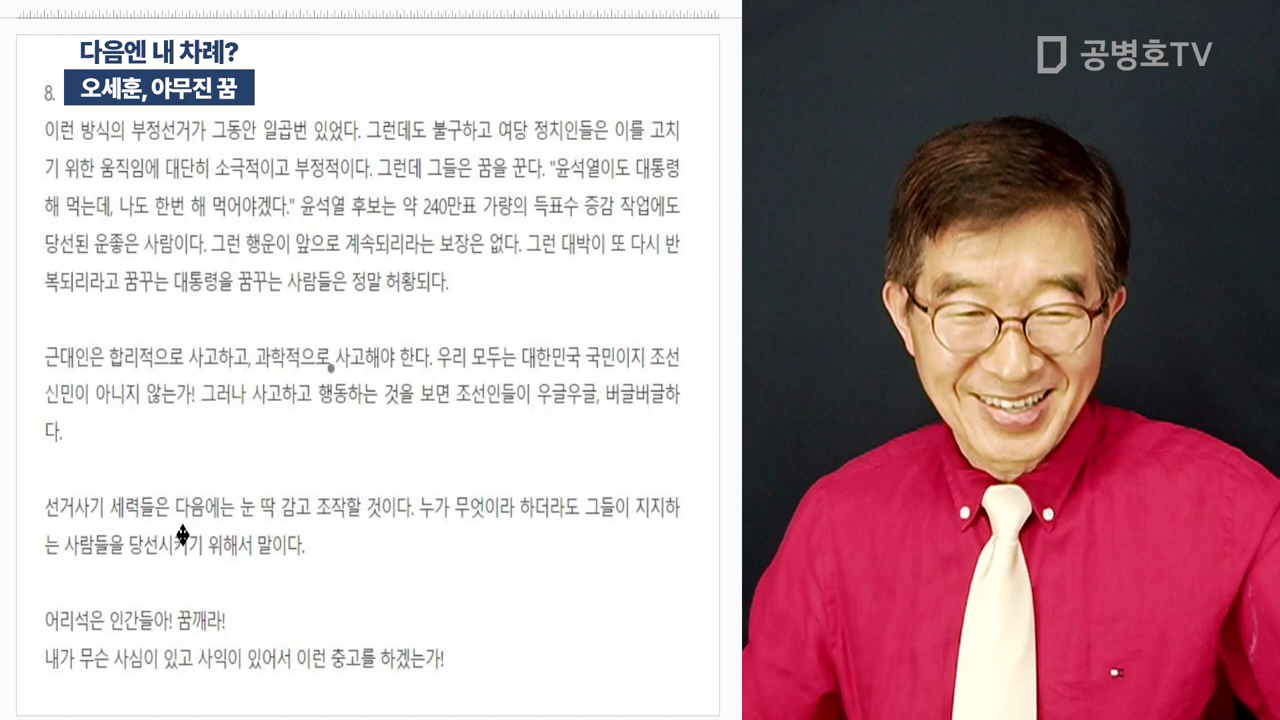 다음엔 내 차례?
오세훈, 야무진 꿈
공병호TV
8.
이런 방식의 부정선거가 그동안 일곱번 있었다. 그런데도 불구하고 여당 정치인들은 이를 고치
기 위한 움직임에 대단히 소극적이고 부정적이다. 그런데 그들은 꿈을 꾼다. "윤석열이도 대통령
해 먹는데, 나도 한번 해 먹어야겠다." 윤석열 후보는 약 240만표 가량의 득표수 증감 작업에도
당선된 운좋은 사람이다. 그런 행운이 앞으로 계속되리라는 보장은 없다. 그런 대박이 또 다시 반
복되리라고 꿈꾸는 대통령을 꿈꾸는 사람들은 정말 허황되다.
근대인은 합리적으로 사고하고, 과학적으로 사고해야 한다. 우리 모두는 대한민국 국민이지 조선
신민이 아니지 않는가! 그러나 사고하고 행동하는 것을 보면 조선인들이 우글우글, 버글버글하
다.
선거사기 세력들은 다음에는 눈 딱 감고 조작할 것이다. 누가 무엇이라 하더라도 그들이 지지하
는 사람들을 당선시키기 위해서 말이다.
어리석은 인간들아! 꿈깨라!
내가 무슨 사심이 있고 사익이 있어서 이런 충고를 하겠는가!